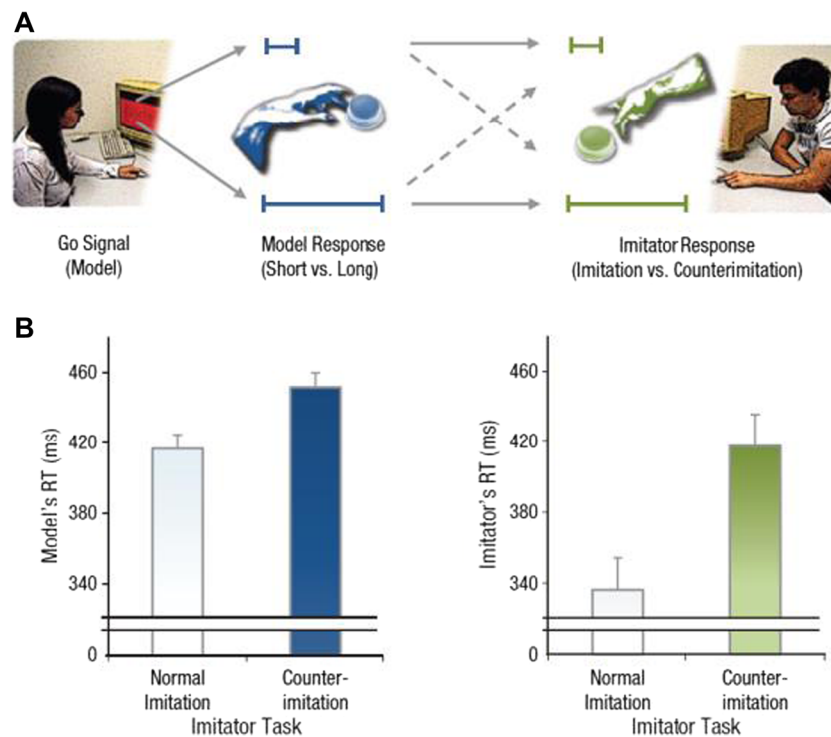 A
Go Signal
(Model)
Model Response
(Short vs. Long)
Imitator Response
(Imitation vs. Counterimitation)
B
Model's RT (ms)
460
420
380
340
0
Normal
Imitation
Counter-
imitation
Imitator Task
Imitator's RT (ms)
460
420
380
340
0
Normal
Imitation
Counter-
imitation
Imitator Task